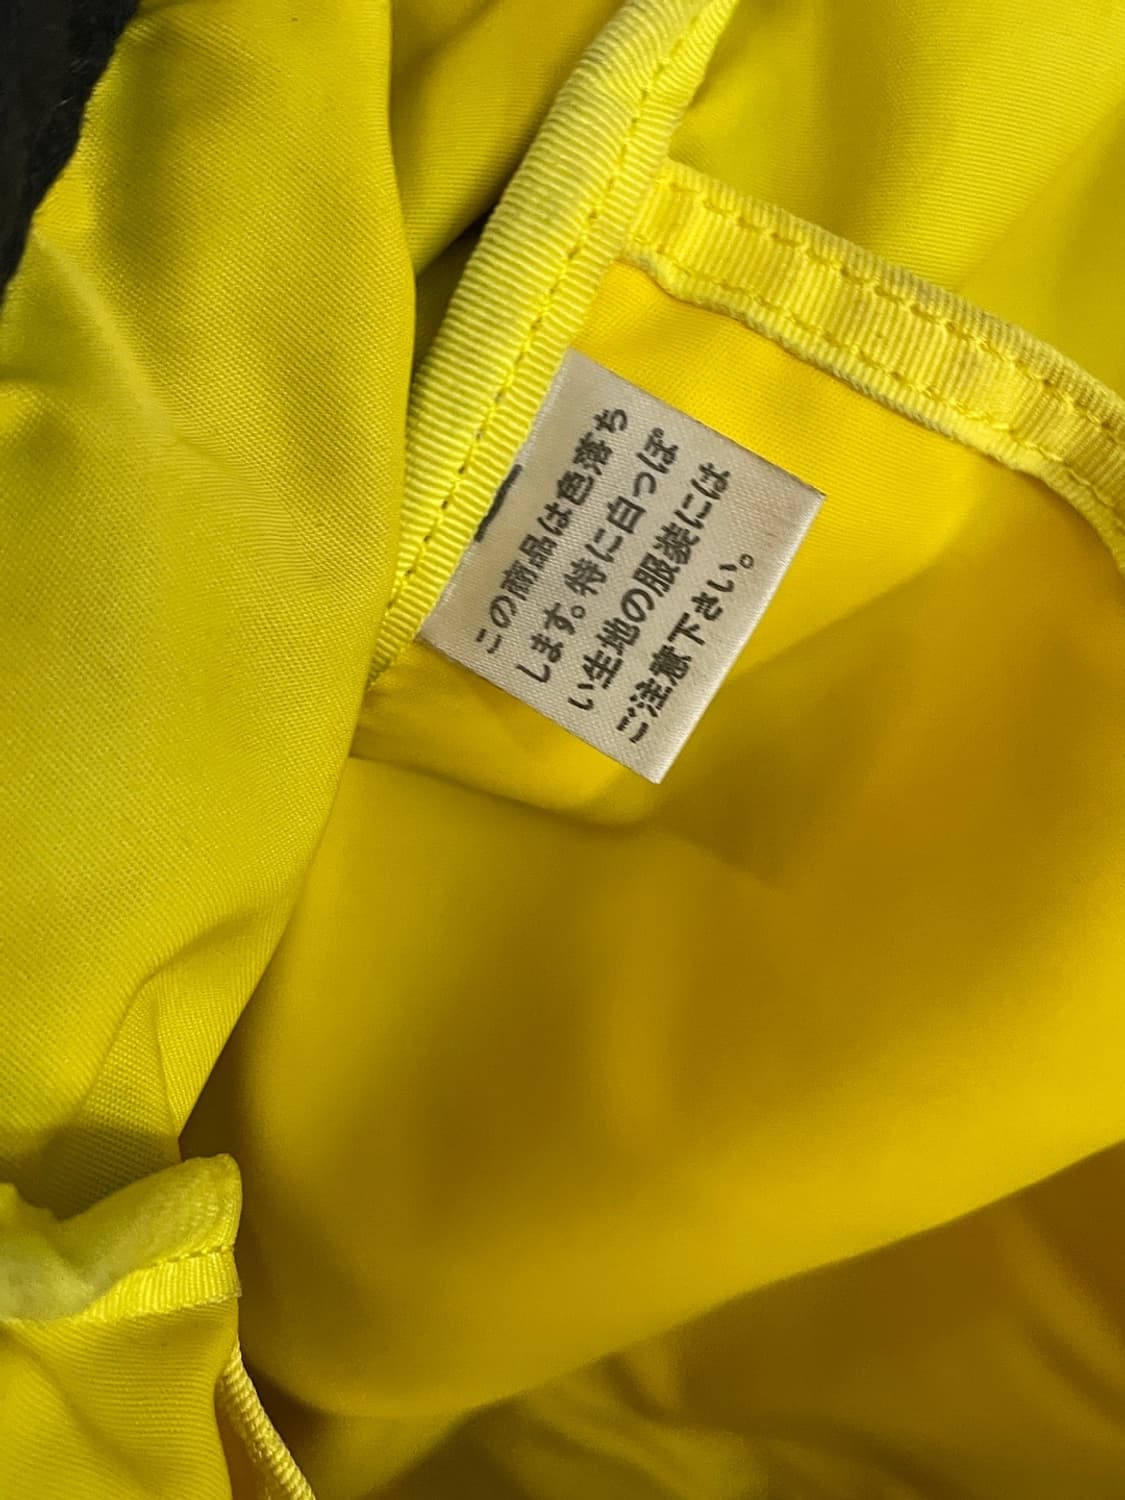 この商品は色落ち
します。特に白っぽ
い生地の服装には
ご注意下さい。